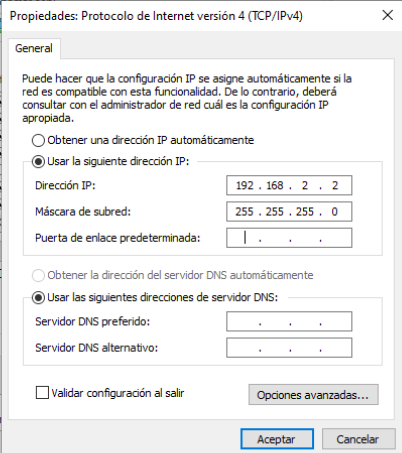 Propiedades: Protocolo de Internet versión 4 (TCP/IPv4)
General
Puede hacer que la configuración IP se asigne automáticamente si la
red es compatible con esta funcionalidad. De lo contrario, deberá
consultar con el administrador de red cuál es la configuración IP
apropiada.
Obtener una dirección IP automáticamente
Usar la siguiente dirección IP:
Dirección IP: 192 . 168 . 2 . 2
Máscara de subred: 255 . 255 . 255 . 0
Puerta de enlace predeterminada: . . .
Obtener la dirección del servidor DNS automáticamente
Usar las siguientes direcciones de servidor DNS:
Servidor DNS preferido: . . .
Servidor DNS alternativo: . . .
Validar configuración al salir
Opciones avanzadas...
Aceptar Cancelar